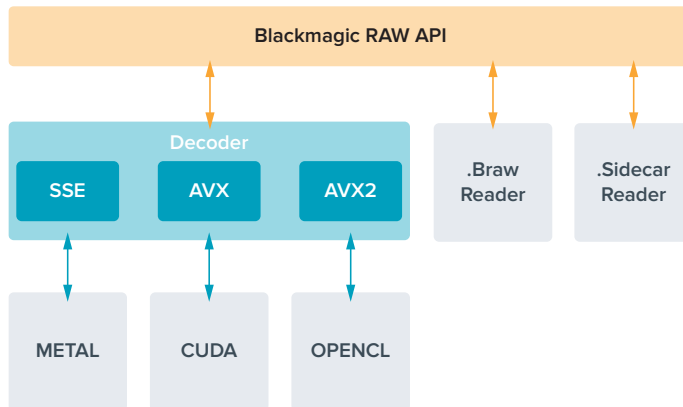 Blackmagic RAW API
Decoder
SSE
AVX
AVX2
.Braw
Reader
.Sidecar
Reader
METAL
CUDA
OPENCL